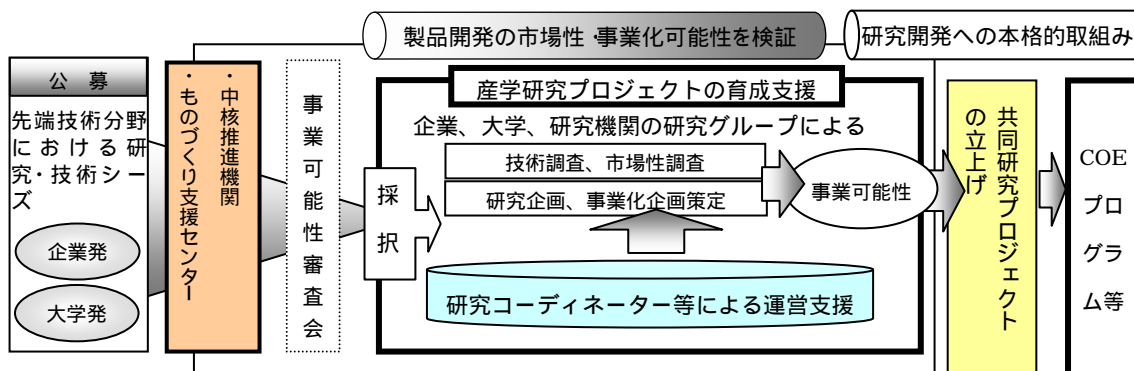 製品開発の市場性・事業化可能性を検証
研究開発への本格的取組み
公 募
先端技術分野
における研
究・技術シー
ズ
企業発
大学発
・中核推進機関
・ものづくり支援センター
事業可能性審査会
採択
産学研究プロジェクトの育成支援
企業、大学、研究機関の研究グループによる
技術調査、市場性調査
研究企画、事業化企画策定
事業可能性
研究コーディネーター等による運営支援
共同研究プロジェクト
の立上げ
COE
プロ
グラ
ム等